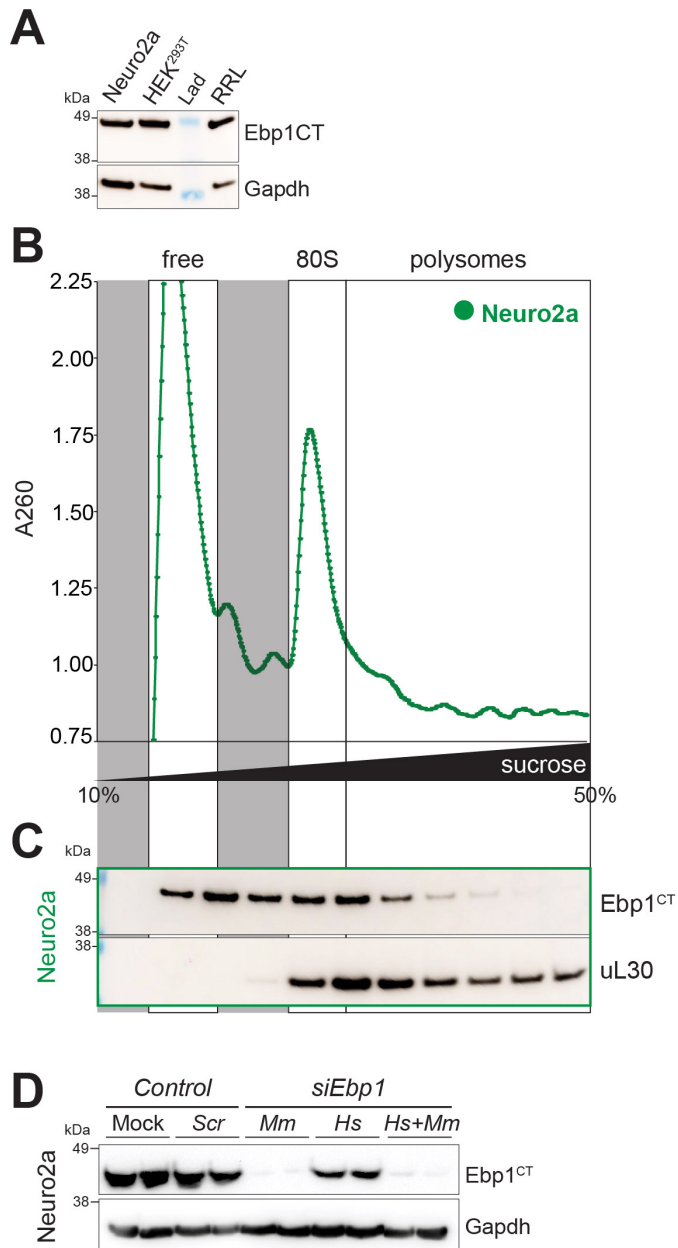 A
Neuro2a HEK293T Lad RRL
kDa
49
Ebp1CT
38
38
Gapdh
B
free 80S polysomes
2.25
Neuro2a
2.00
1.75
1.50
A260
1.25
1.00
0.75
sucrose
10% 50%
C
kDa
49
Ebp1CT
38
38
uL30
Neuro2a
D
Control siEbp1
Mock Scr Mm Hs Hs+Mm
kDa
49
Ebp1CT
38
Gapdh
Neuro2a